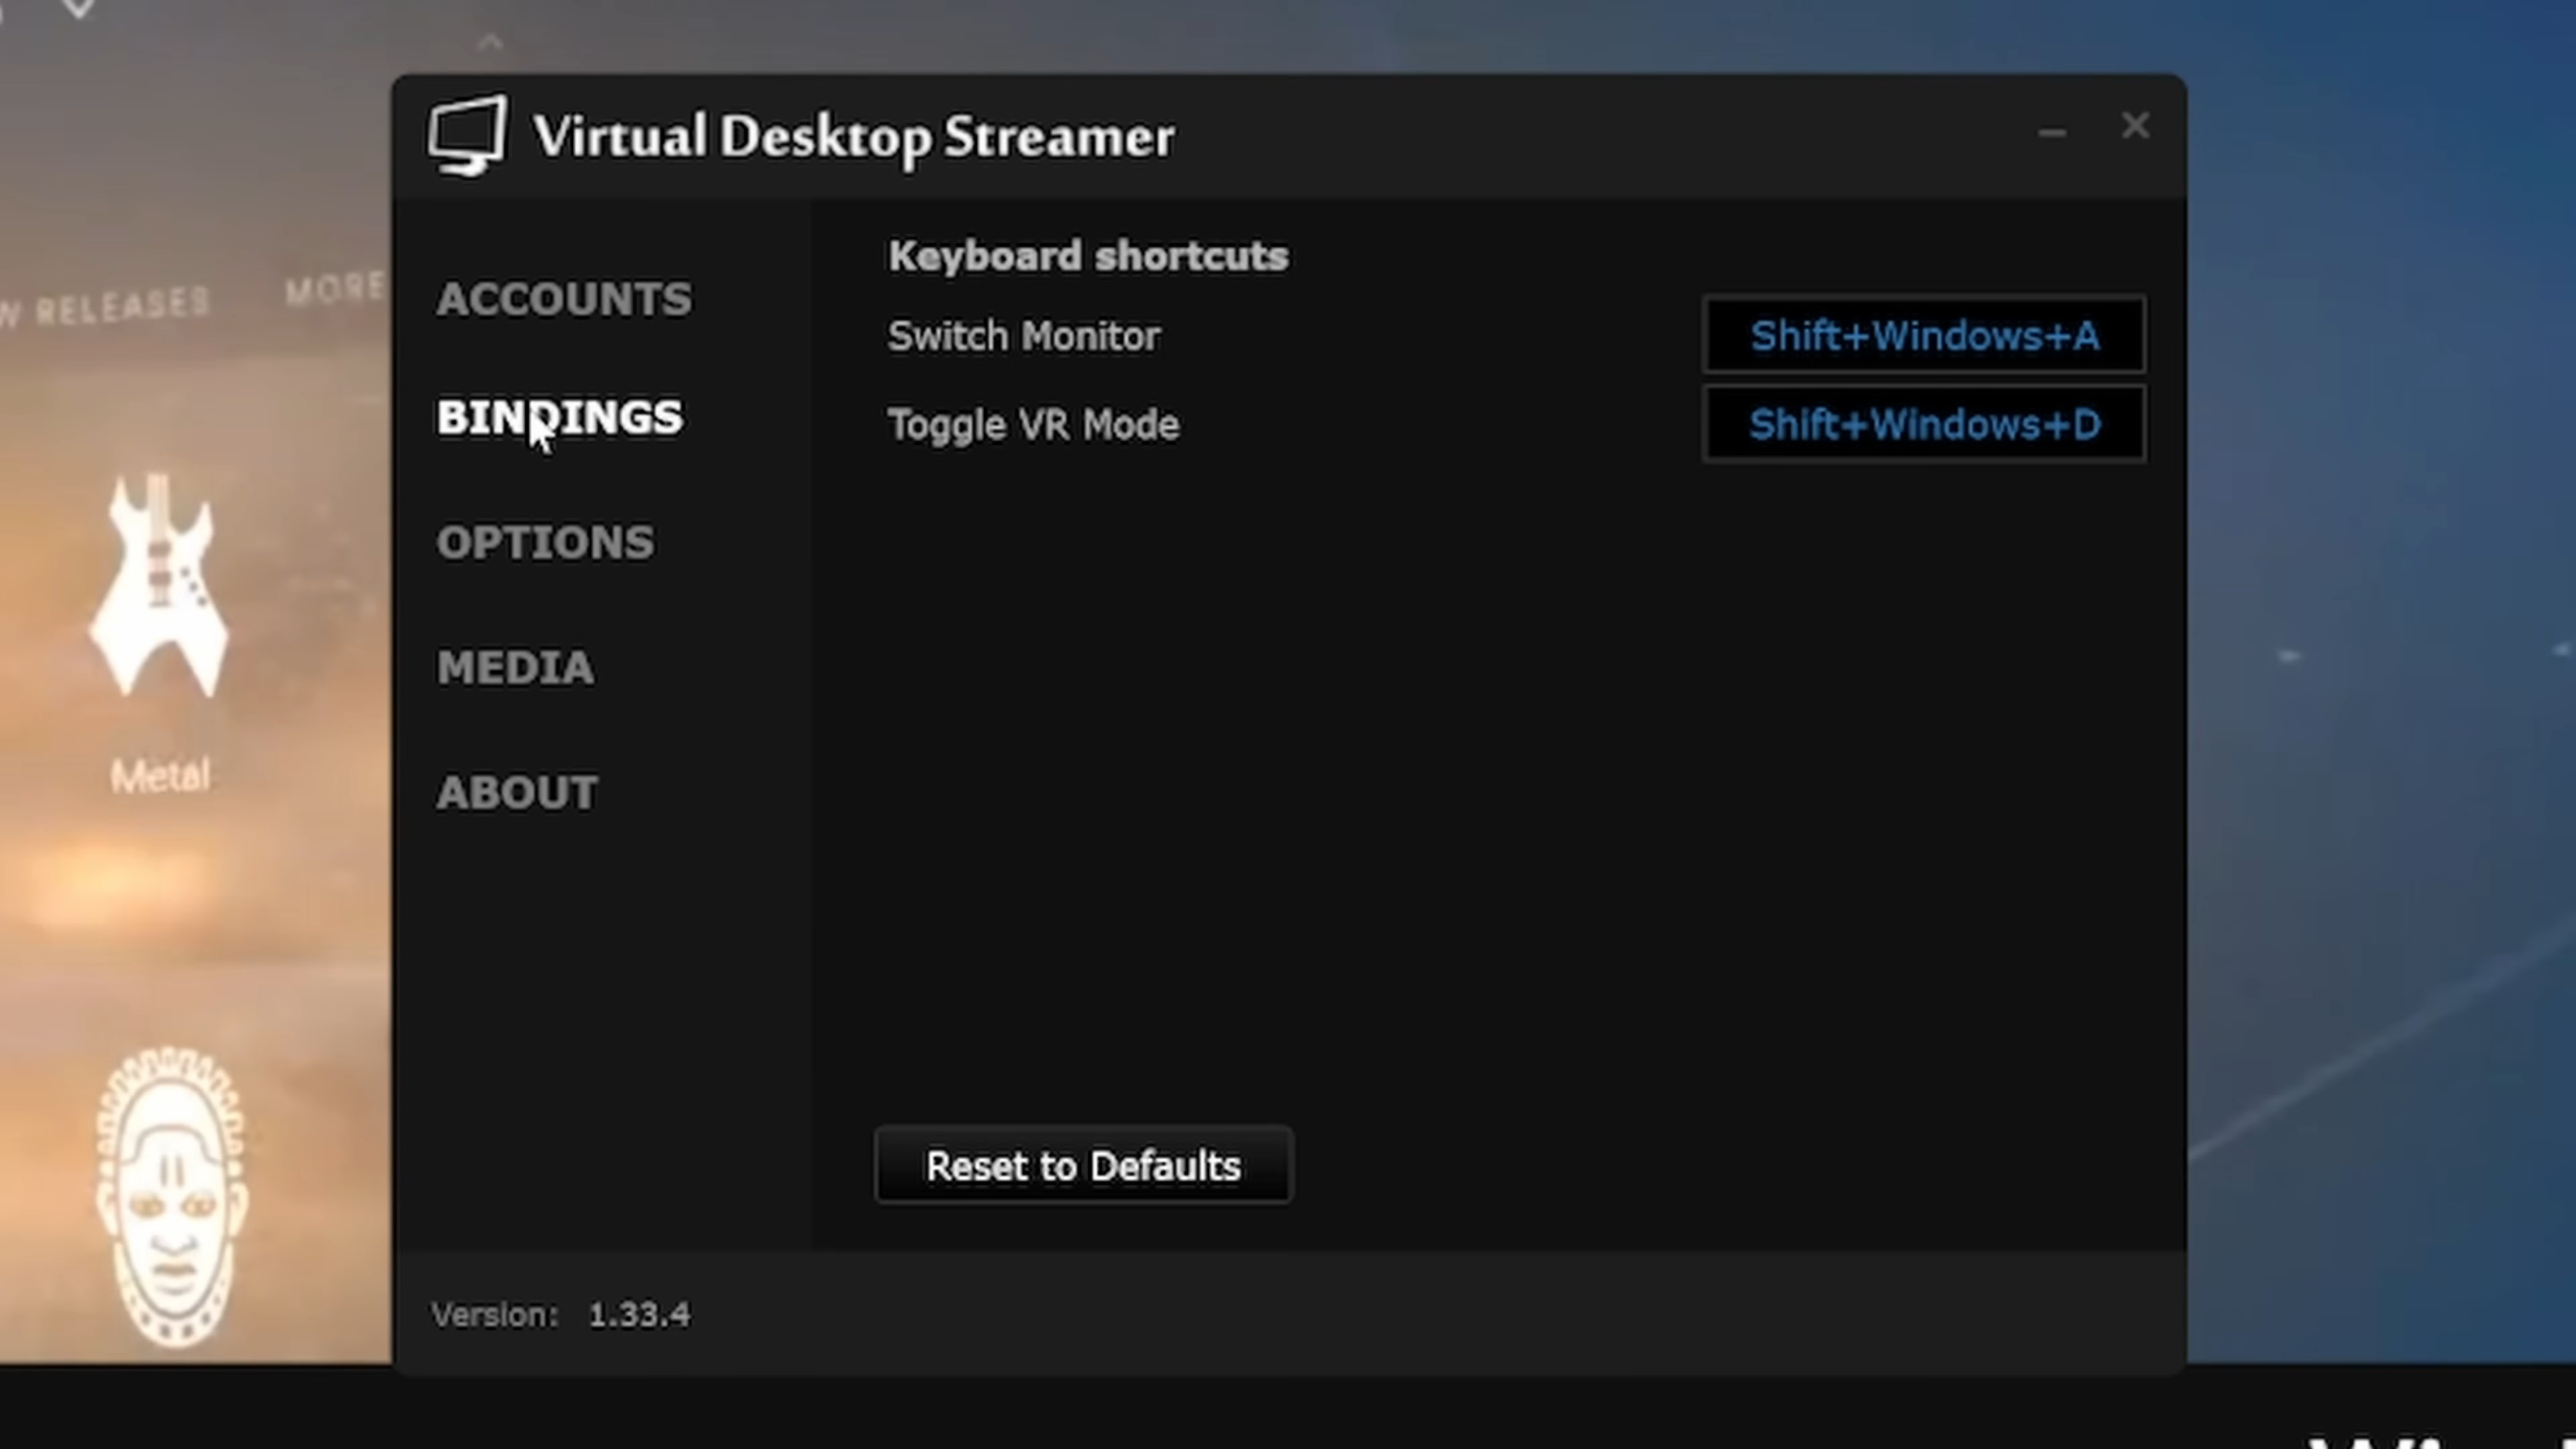 Virtual Desktop Streamer
W RELEASES MORE
Keyboard shortcuts
ACCOUNTS
Switch Monitor Shift+Windows+A
BINDINGS
Toggle VR Mode Shift+Windows+D
OPTIONS
MEDIA
Metal
ABOUT
Reset to Defaults
Version: 1.33.4